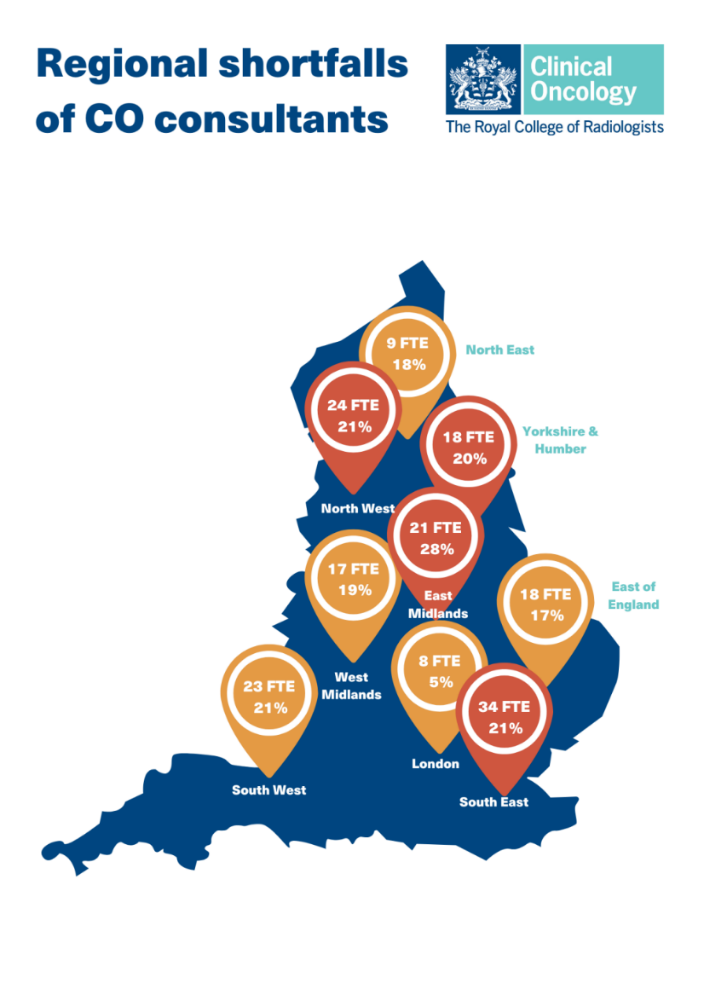 Regional shortfalls
of CO consultants
Clinical
Oncology
The Royal College of Radiologists
9 FTE
18%
North East
24 FTE
21%
North West
18 FTE
20%
Yorkshire &
Humber
21 FTE
28%
East
Midlands
17 FTE
19%
West
Midlands
18 FTE
17%
East of
England
8 FTE
5%
London
23 FTE
21%
South West
34 FTE
21%
South East